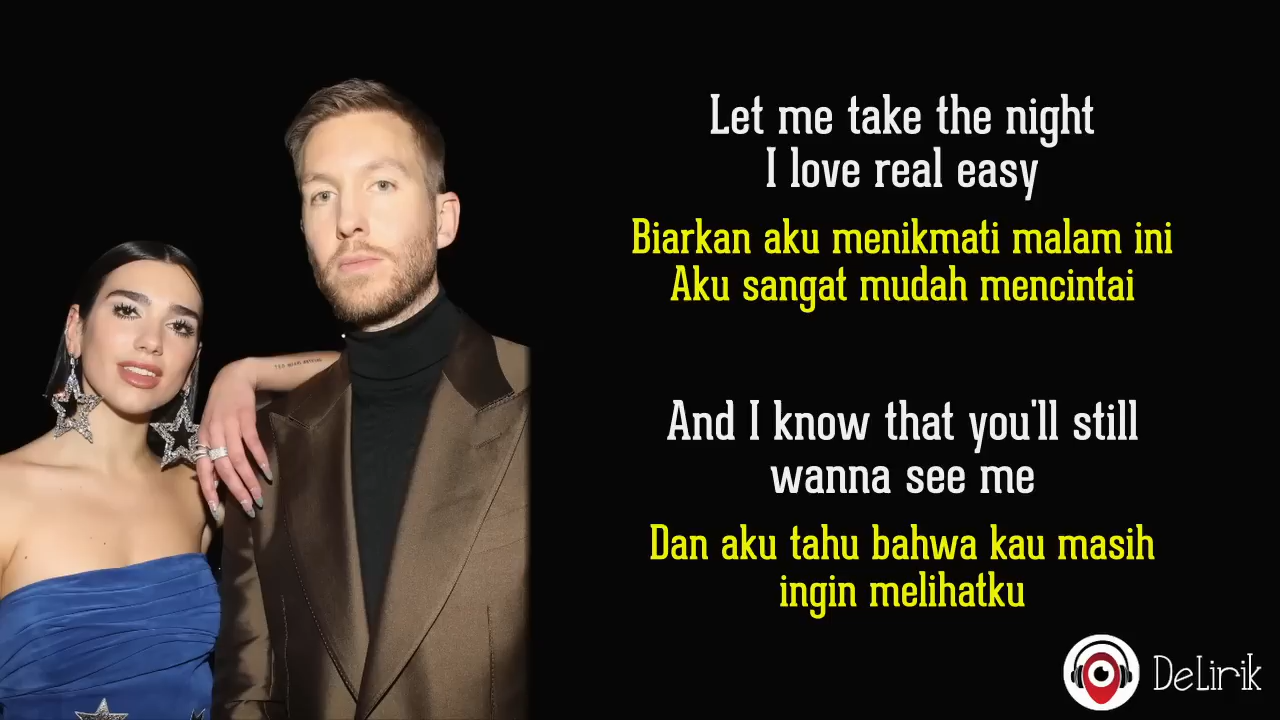 Let me take the night
I love real easy
Biarkan aku menikmati malam ini
Aku sangat mudah mencintai
And I know that you'll still
wanna see me
Dan aku tahu bahwa kau masih
ingin melihatku
DeLirik